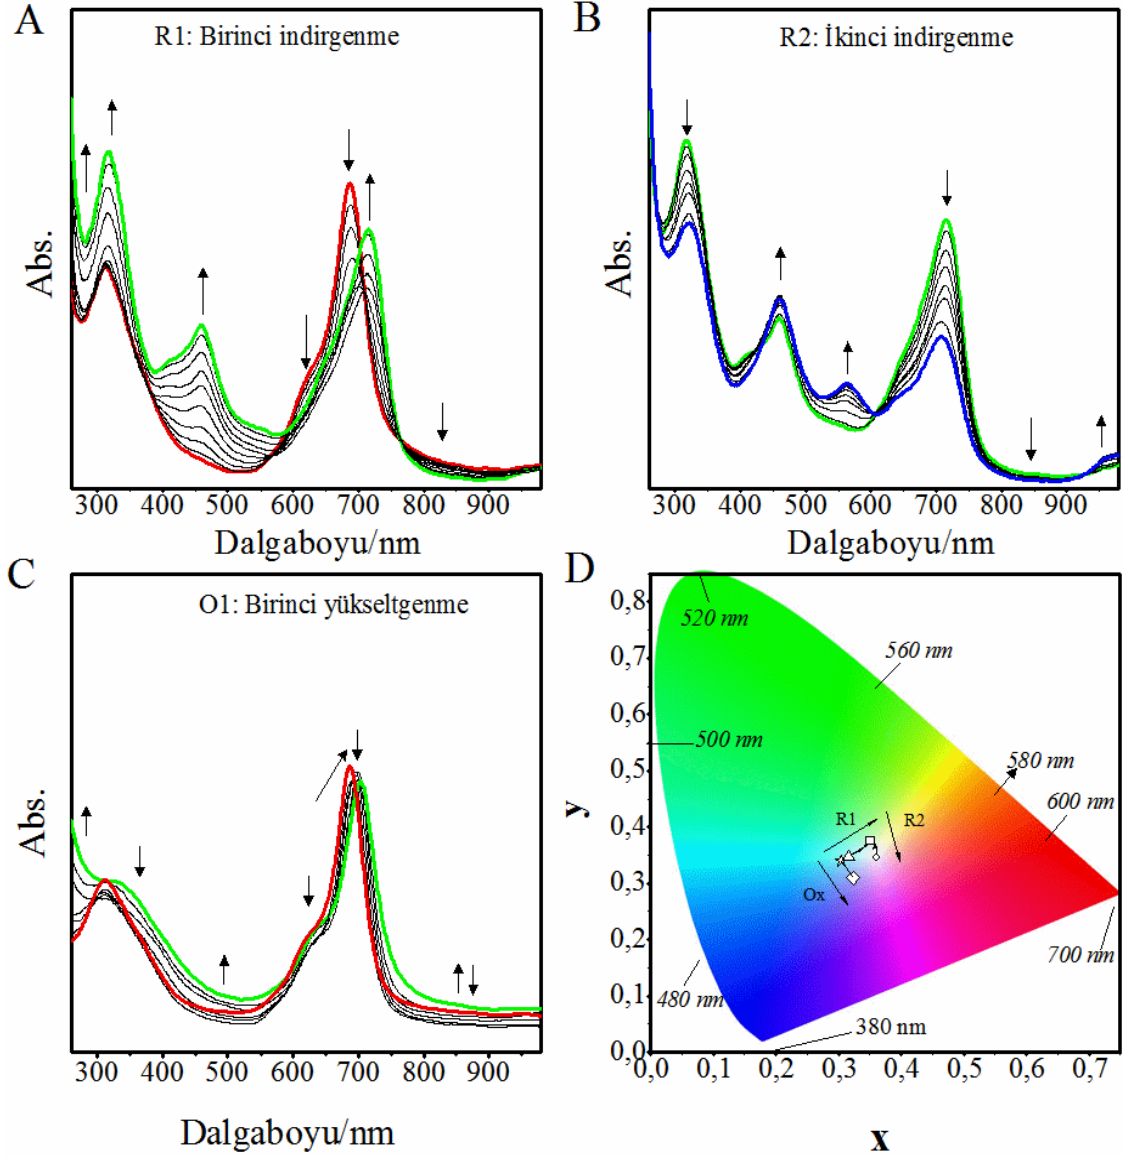 A
R1: Birinci indirgenme
Abs.
300 400 500 600 700 800 900
Dalgaboyu/nm
B
R2: İkinci indirgenme
Abs.
300 400 500 600 700 800 900
Dalgaboyu/nm
C
O1: Birinci yükseltgenme
Abs.
300 400 500 600 700 800 900
Dalgaboyu/nm
D
0,8
0,7
0,6
0,5
0,4
0,3
0,2
0,1
0,0
y
520 nm
560 nm
500 nm
580 nm
600 nm
R1
R2
Ox
700 nm
480 nm
380 nm
0,0 0,1 0,2 0,3 0,4 0,5 0,6 0,7
x